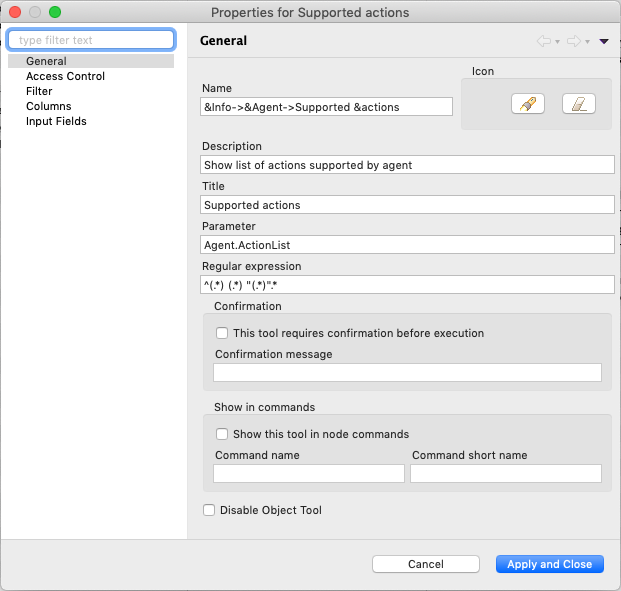 Properties for Supported actions
type filter text
General
Access Control
Filter
Columns
Input Fields
General
Icon
Name
&Info->&Agent->Supported &actions
Description
Show list of actions supported by agent
Title
Supported actions
Parameter
Agent.ActionList
Regular expression
^(.*) (.*) "(.*)".*
Confirmation
This tool requires confirmation before execution
Confirmation message
Show in commands
Show this tool in node commands
Command name Command short name
Disable Object Tool
Cancel Apply and Close